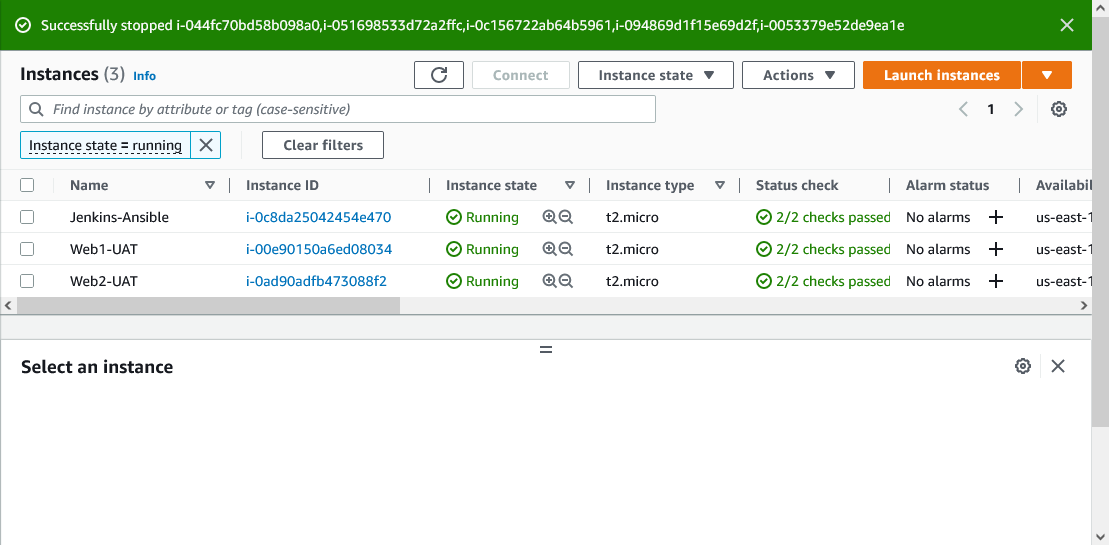 Successfully stopped i-044fc70bd58b098a0,i-051698533d72a2ffc,i-0c156722ab64b5961,i-094869d1f15e69d2f,i-0053379e52de9ea1e
Instances (3) Info Connect Instance state Actions Launch instances
Find instance by attribute or tag (case-sensitive) 1
Instance state = running Clear filters
Name Instance ID Instance state Instance type Status check Alarm status Availabil
Jenkins-Ansible i-0c8da25042454e470 Running t2.micro 2/2 checks passed No alarms us-east-1
Web1-UAT i-00e90150a6ed08034 Running t2.micro 2/2 checks passed No alarms us-east-1
Web2-UAT i-0ad90adfb473088f2 Running t2.micro 2/2 checks passed No alarms us-east-1
Select an instance